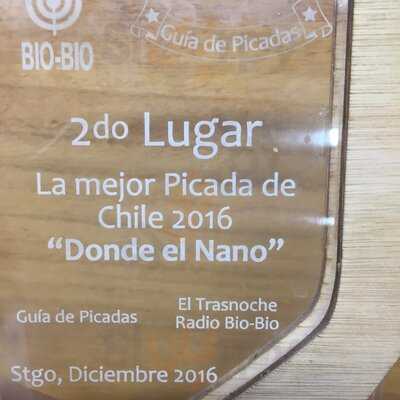 BIO-BIO
Guía de Picadas
2do Lugar
La mejor Picada de
Chile 2016
"Donde el Nano"
Guía de Picadas
El Trasnoche
Radio Bio-Bio
Stgo, Diciembre 2016